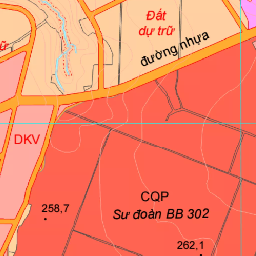 Đất
dự trữ
đường nhựa
DKV
CQP
Sư đoàn BB 302
258,7
262,1